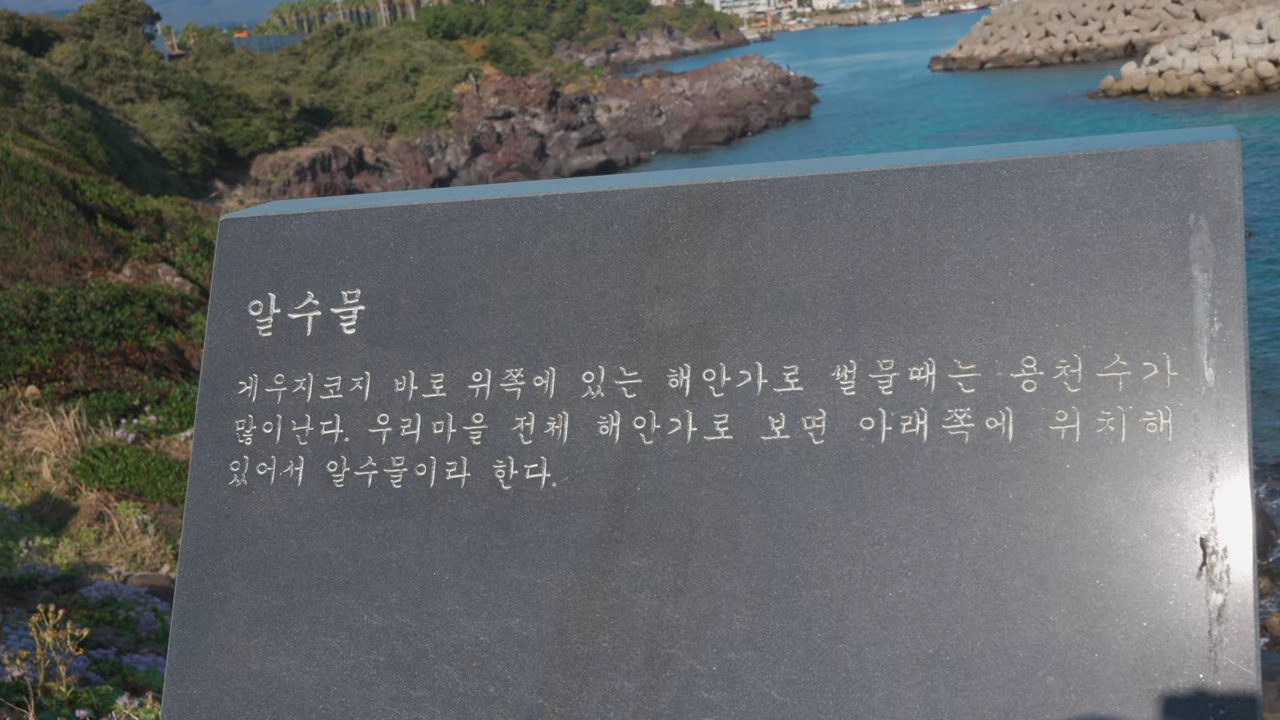 알수물
게우지코지 바로 위쪽에 있는 해안가로 썰물때는 용천수가
많이난다. 우리마을 전체 해안가로 보면 아래쪽에 위치해
있어서 알수물이라 한다.